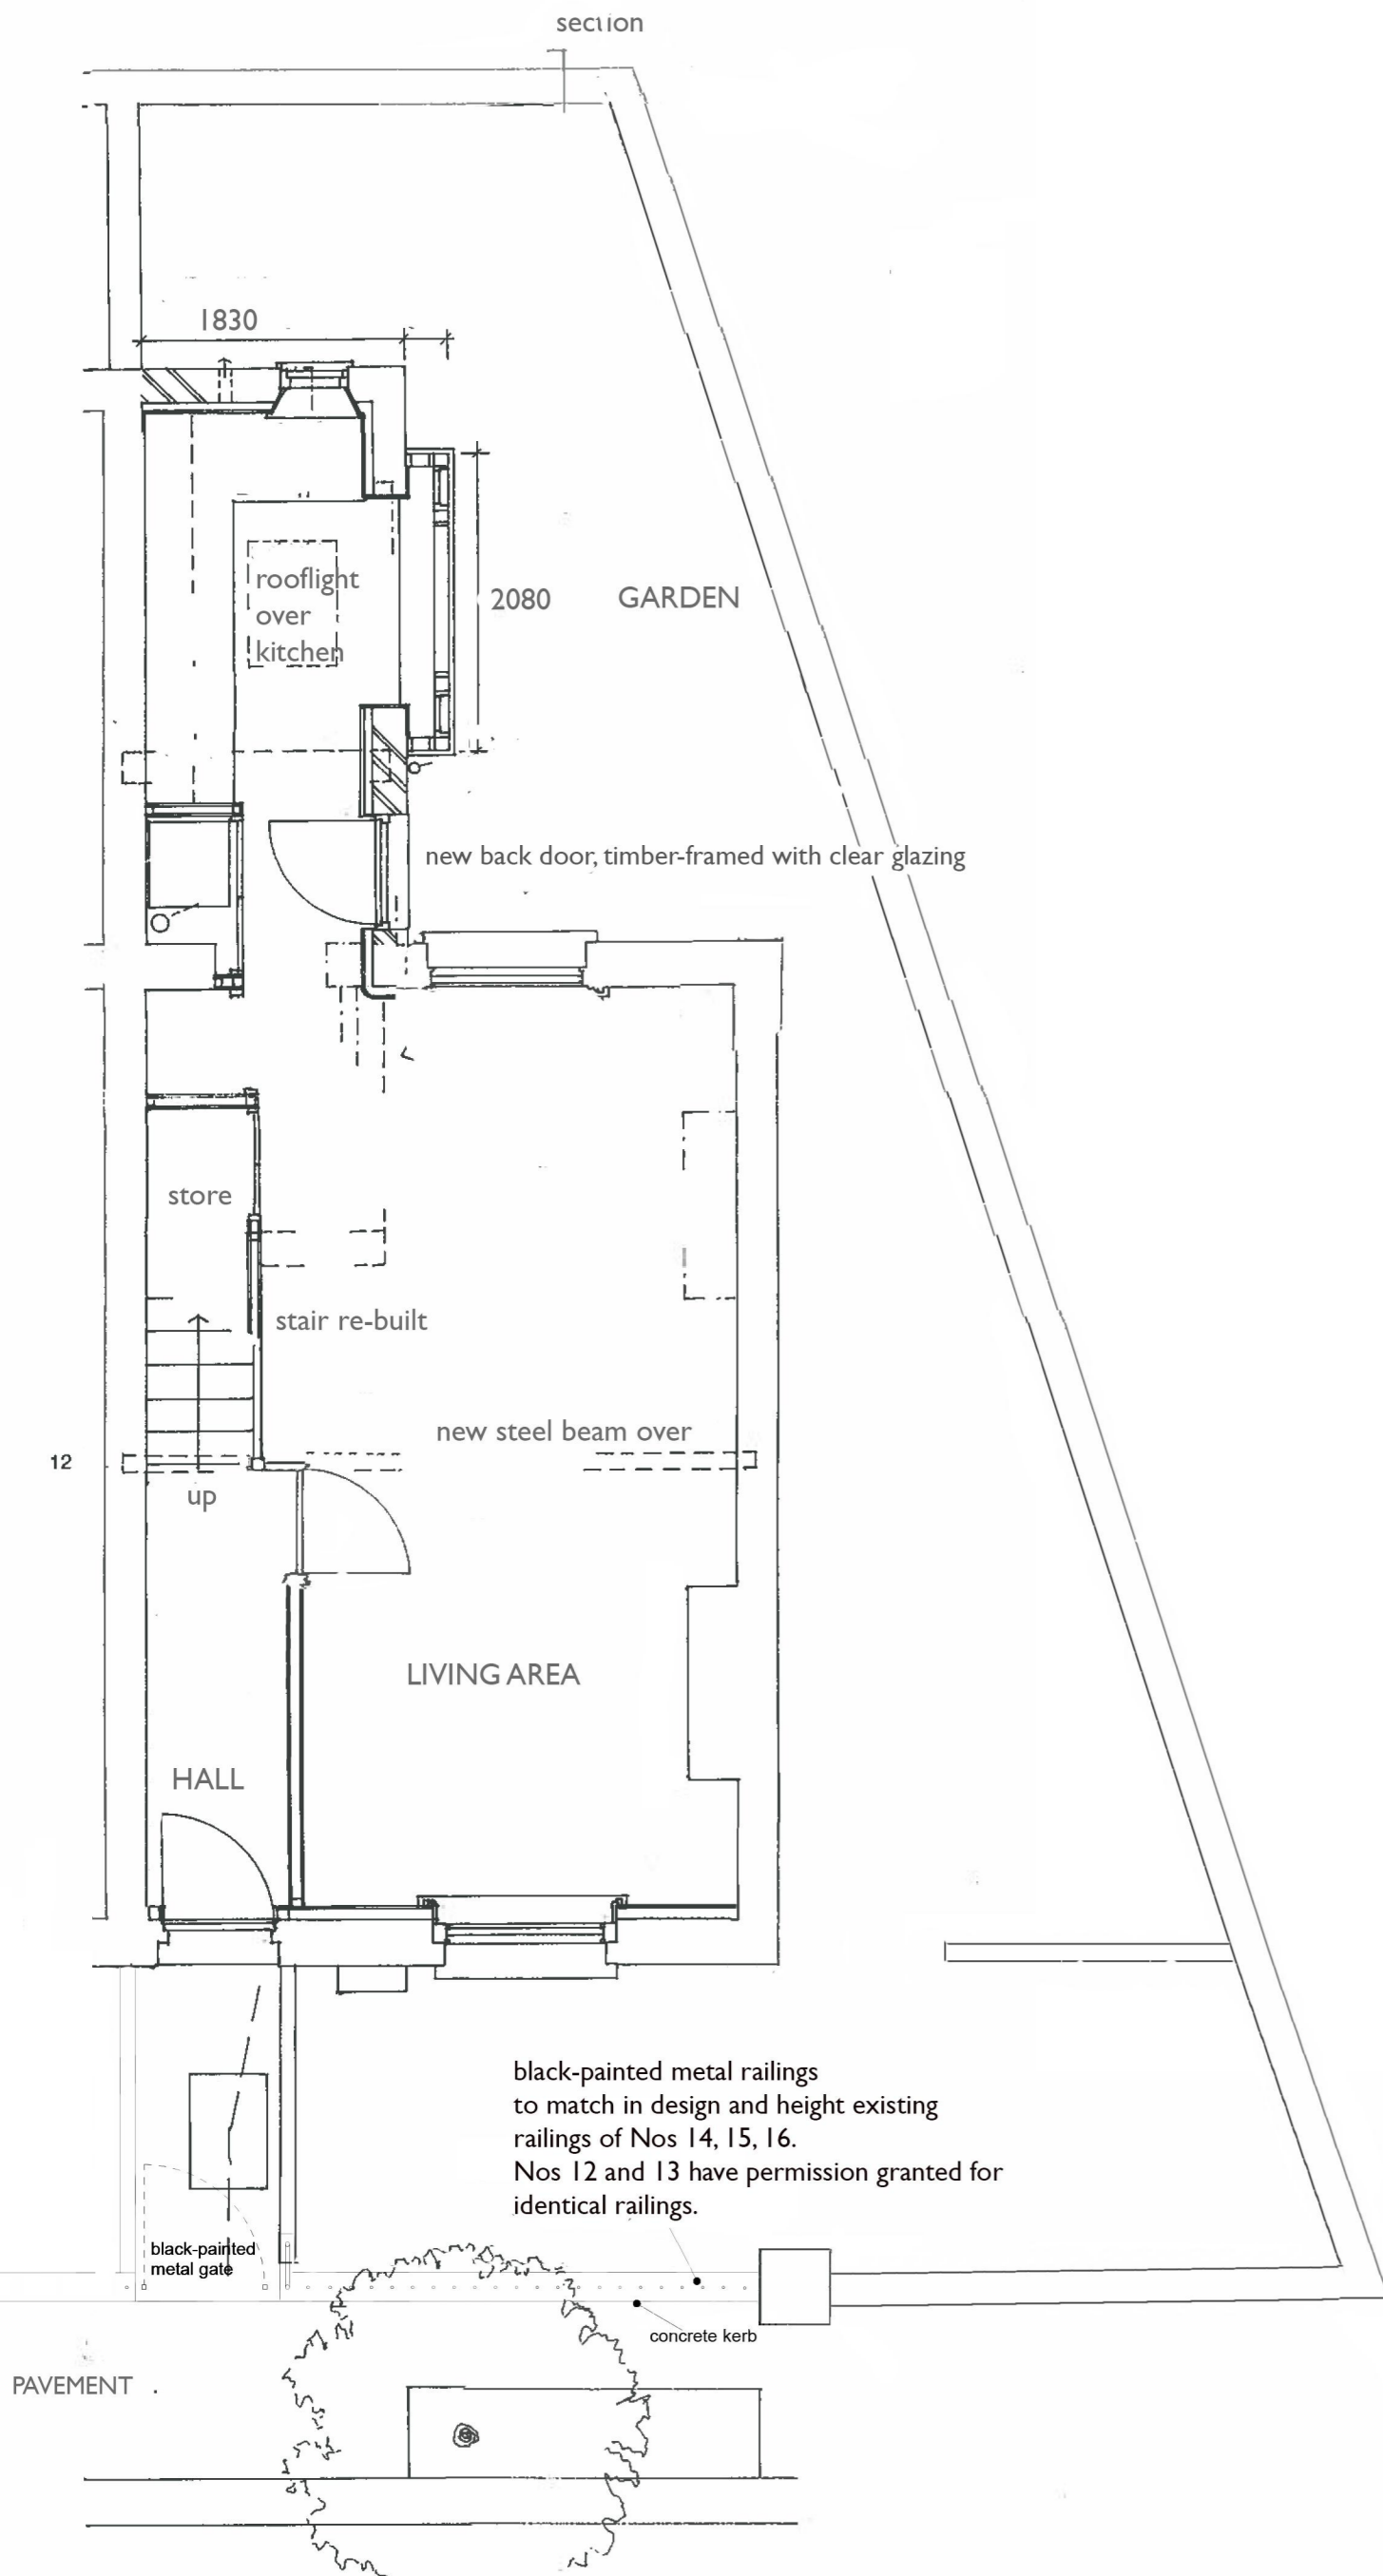 section
1830
rooflight
over
kitchen
2080
GARDEN
new back door, timber-framed with clear glazing
store
stair re-built
new steel beam over
12
up
LIVING AREA
HALL
black-painted metal railings
to match in design and height existing
railings of Nos 14, 15, 16.
Nos 12 and 13 have permission granted for
identical railings.
black-painted
metal gate
concrete kerb
PAVEMENT